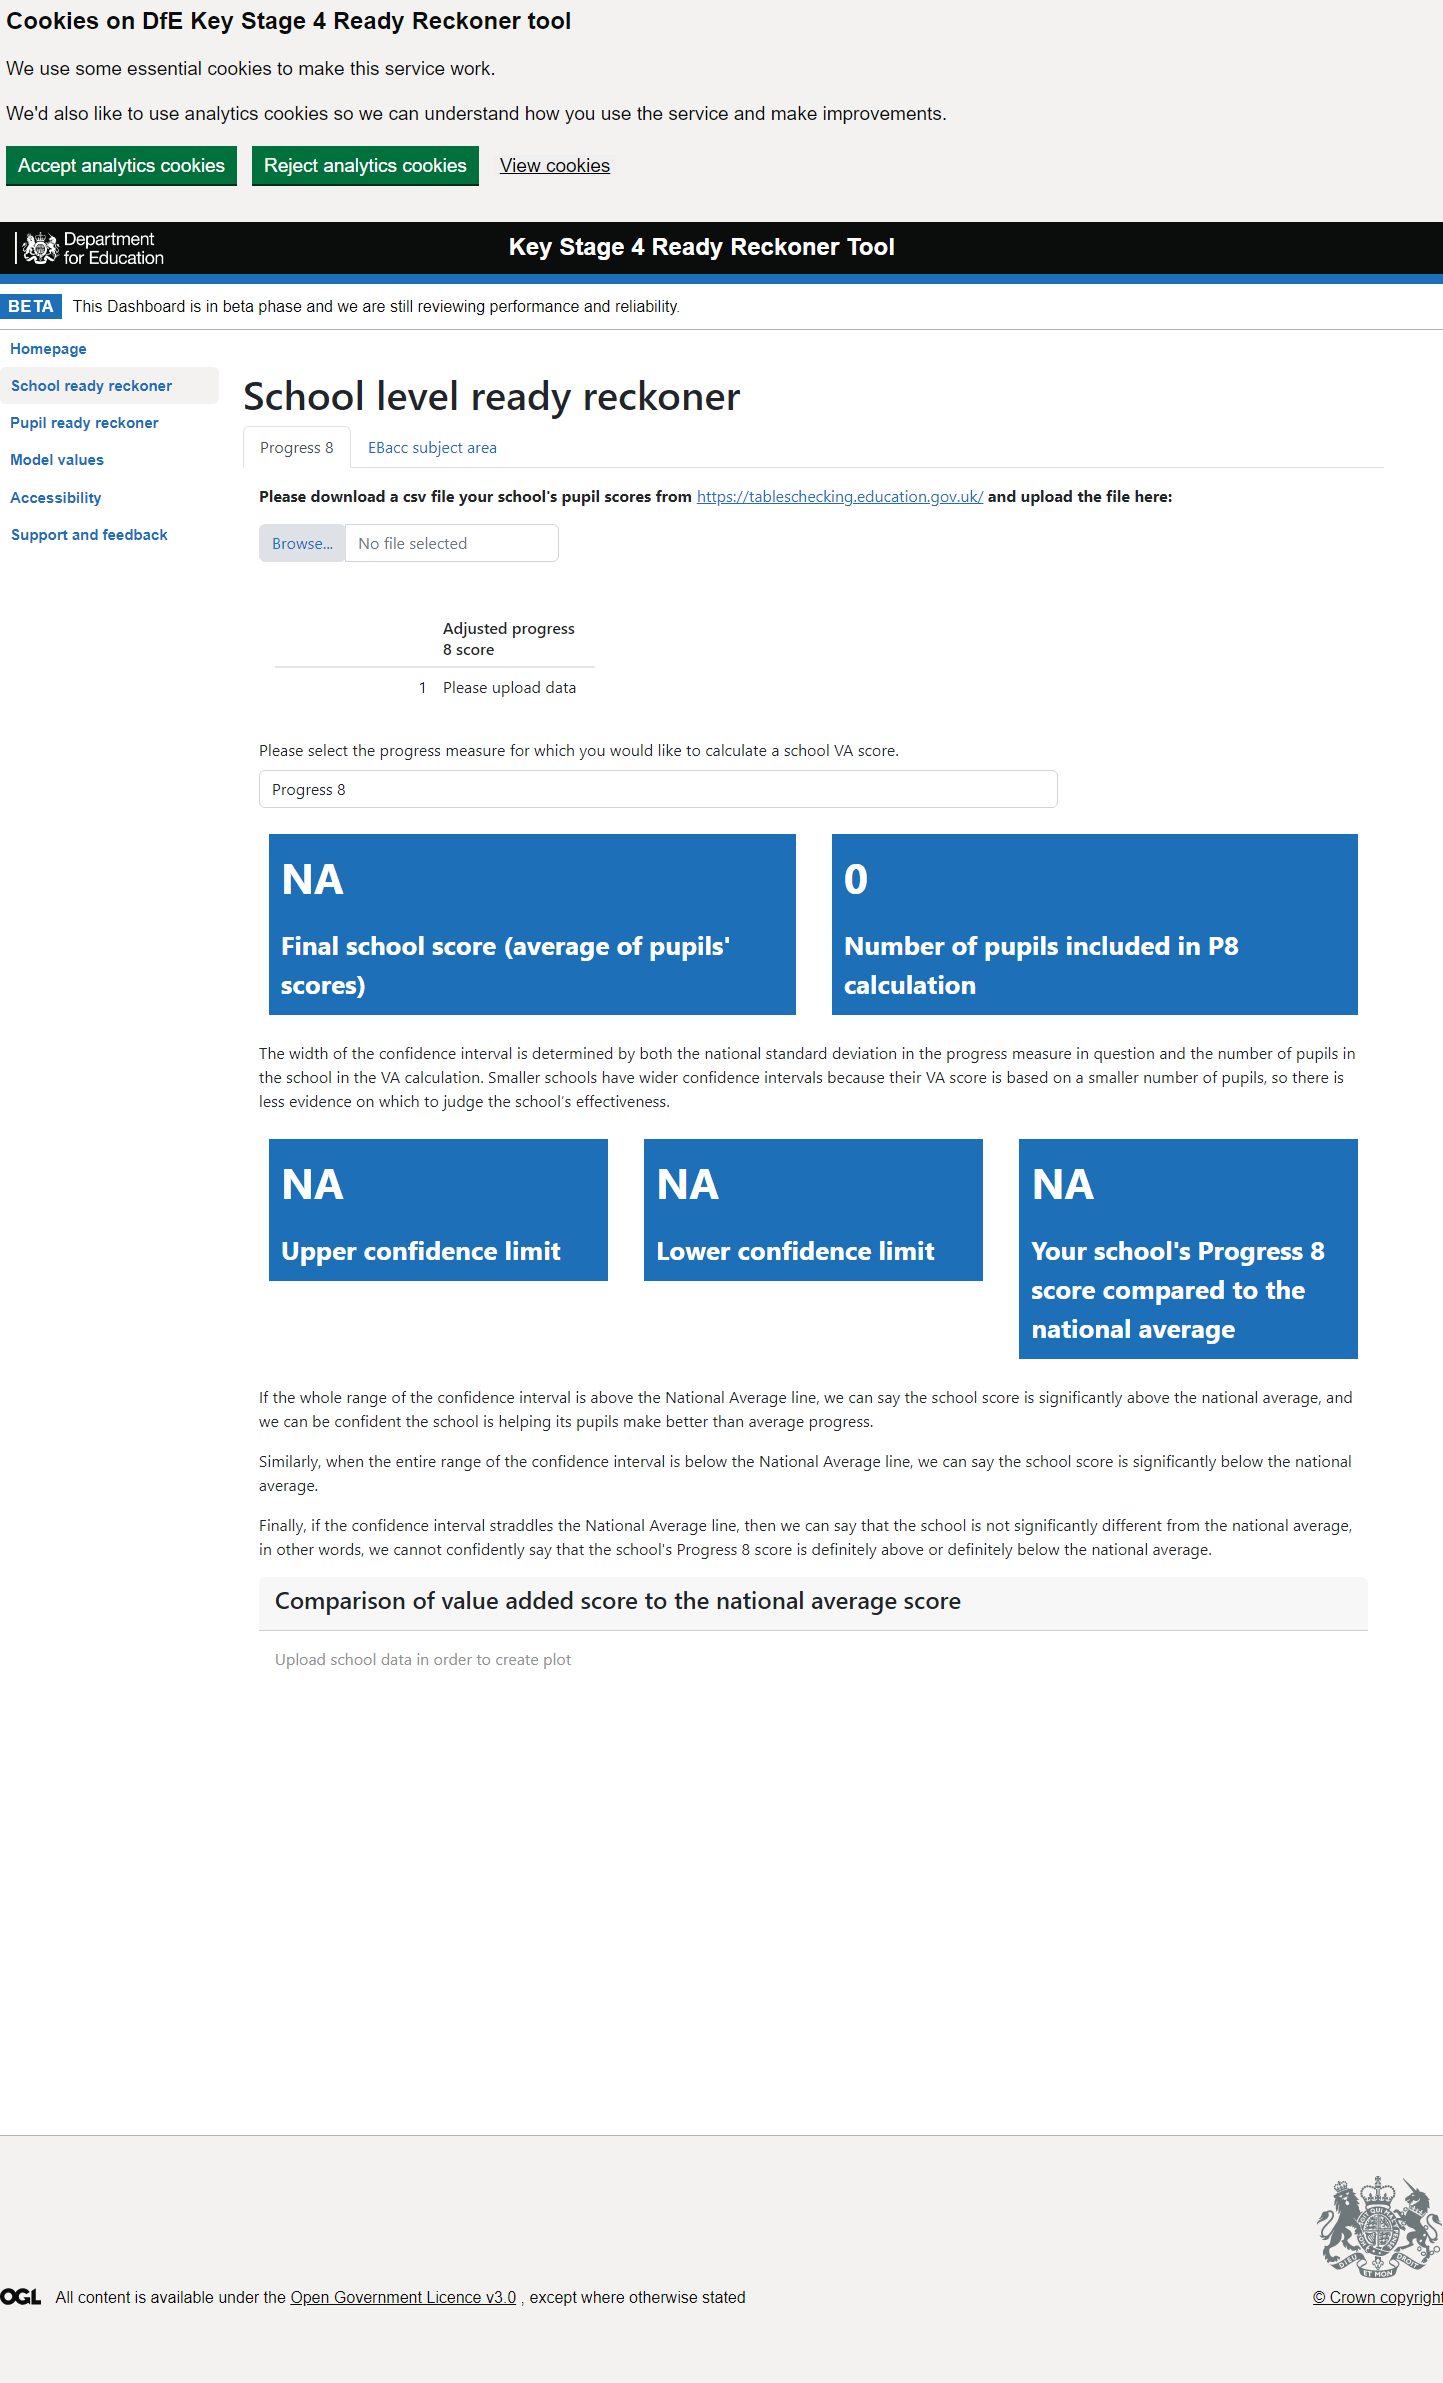 Cookies on DfE Key Stage 4 Ready Reckoner tool
We use some essential cookies to make this service work.
We'd also like to use analytics cookies so we can understand how you use the service and make improvements.
Accept analytics cookies Reject analytics cookies View cookies
Department
for Education
Key Stage 4 Ready Reckoner Tool
BETA This Dashboard is in beta phase and we are still reviewing performance and reliability.
Homepage
School ready reckoner
Pupil ready reckoner
Model values
Accessibility
Support and feedback
School level ready reckoner
Progress 8 EBacc subject area
Please download a csv file your school's pupil scores from https://tableschecking.education.gov.uk/ and upload the file here:
Browse... No file selected
Adjusted progress
8 score
1 Please upload data
Please select the progress measure for which you would like to calculate a school VA score.
Progress 8
NA
Final school score (average of pupils'
scores)
0
Number of pupils included in P8
calculation
The width of the confidence interval is determined by both the national standard deviation in the progress measure in question and the number of pupils in
the school in the VA calculation. Smaller schools have wider confidence intervals because their VA score is based on a smaller number of pupils, so there is
less evidence on which to judge the school's effectiveness.
NA
Upper confidence limit
NA
Lower confidence limit
NA
Your school's Progress 8
score compared to the
national average
If the whole range of the confidence interval is above the National Average line, we can say the school score is significantly above the national average, and
we can be confident the school is helping its pupils make better than average progress.
Similarly, when the entire range of the confidence interval is below the National Average line, we can say the school score is significantly below the national
average.
Finally, if the confidence interval straddles the National Average line, then we can say that the school is not significantly different from the national average,
in other words, we cannot confidently say that the school's Progress 8 score is definitely above or definitely below the national average.
Comparison of value added score to the national average score
Upload school data in order to create plot
OGL All content is available under the Open Government Licence v3.0 , except where otherwise stated
© Crown copyright